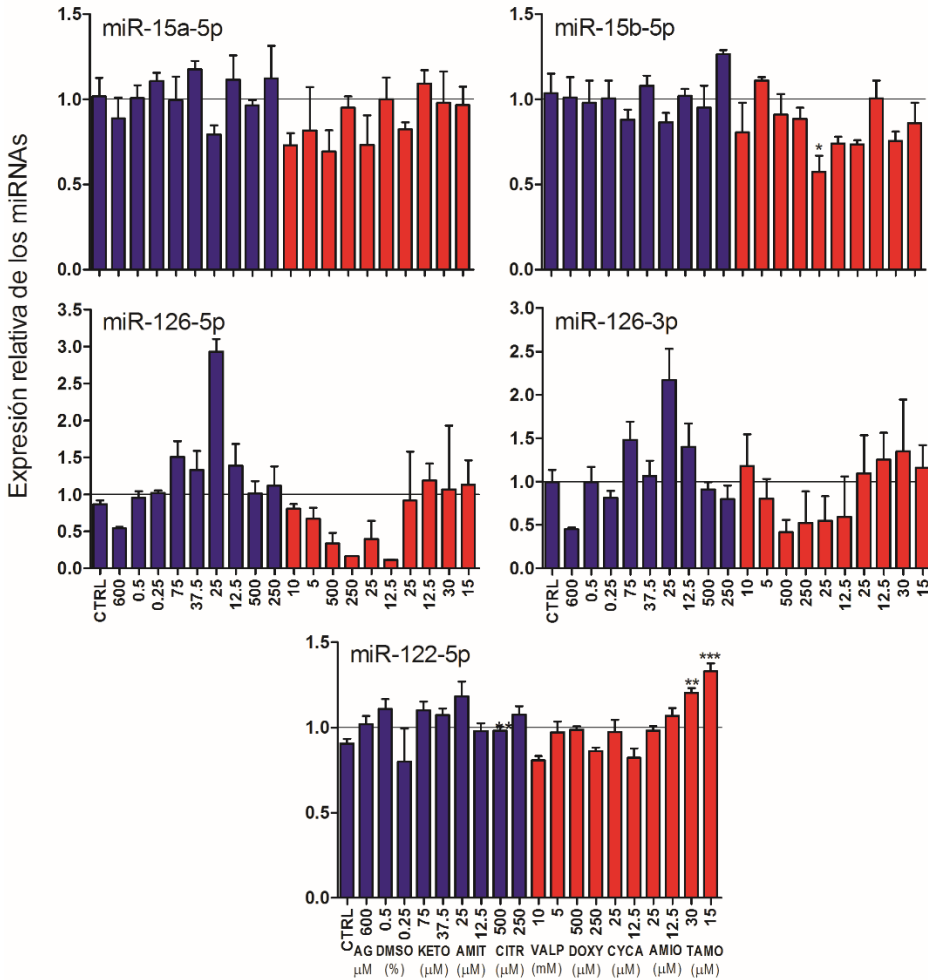 Expresión relativa de los miRNAs
miR-15a-5p
1.5
1.0
0.5
0.0
miR-15b-5p
1.5
1.0
0.5
0.0
*
miR-126-5p
3.5
3.0
2.5
2.0
1.5
1.0
0.5
0.0
CTRL 600 0.5 0.25 75 37.5 25 12.5 500 250 10 5 500 250 25 12.5 25 12.5 30 15
miR-126-3p
3.0
2.5
2.0
1.5
1.0
0.5
0.0
CTRL 600 0.5 0.25 75 37.5 25 12.5 500 250 10 5 500 250 25 12.5 25 12.5 30 15
miR-122-5p
1.5
1.0
0.5
0.0
** ** ***
CTRL 600 0.5 0.25 75 37.5 25 12.5 500 250 10 5 500 250 25 12.5 25 12.5 30 15
AG DMSO KETO AMIT CITR VALP DOXY CYCA AMIO TAMO
μM (%) (μM) (μM) (μM) (mM) (μM) (μM) (μM) (μM)